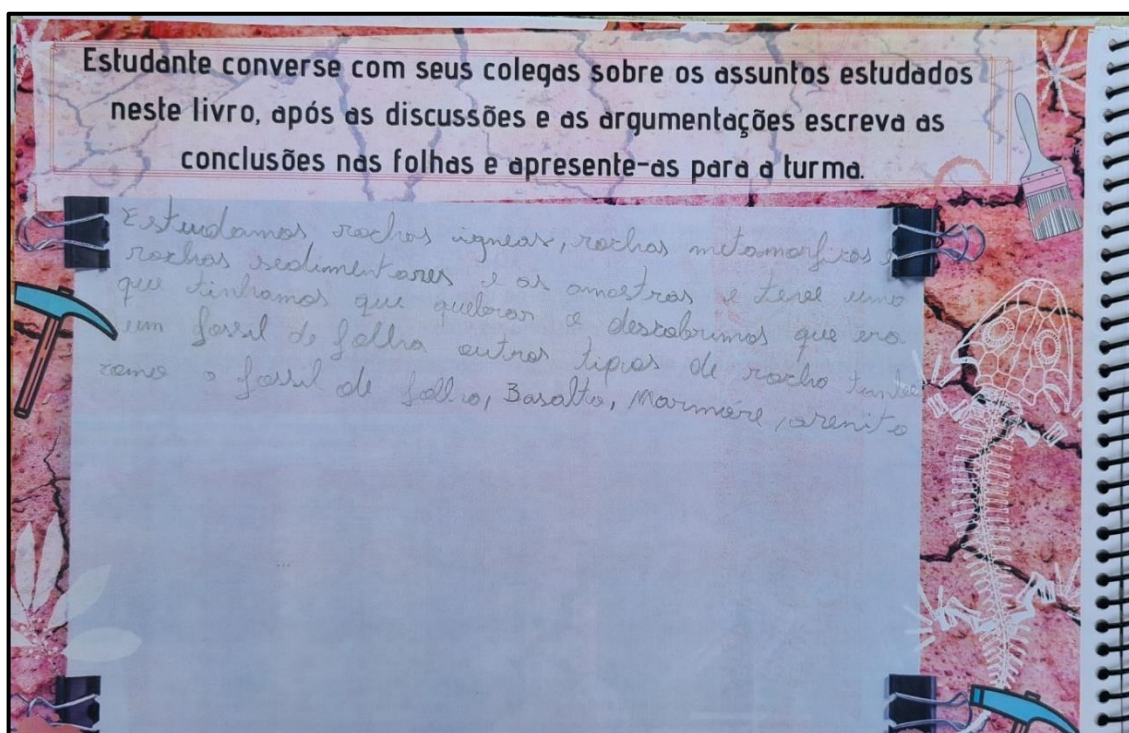 Estudante converse com seus colegas sobre os assuntos estudados
neste livro, após as discussões e as argumentações escreva as
conclusões nas folhas e apresente-as para a turma.
Estudamos rochas igneas, rochas metamorficas e
rochas sedimentares e as amostras e teve uma
que tinhamos que quebrar e descobrimos que era
um fossil de folha outros tipos de rocha tambe
como o fossil de folha, Basalto, Marmore, arenito